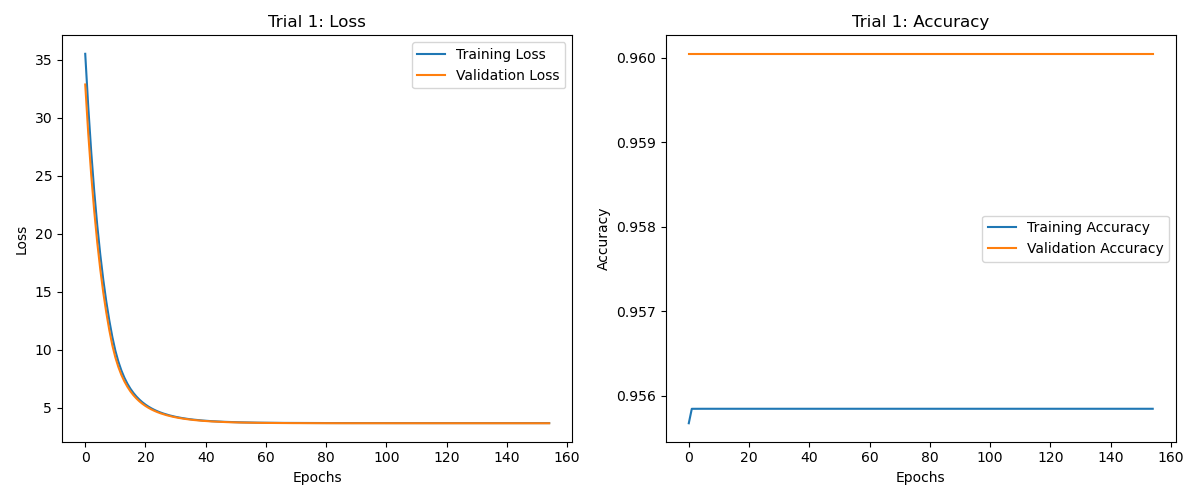 Trial 1: Loss
35
30
25
20
15
10
5
Loss
Training Loss
Validation Loss
0 20 40 60 80 100 120 140 160
Epochs
Trial 1: Accuracy
0.960
0.959
0.958
0.957
0.956
Accuracy
Training Accuracy
Validation Accuracy
0 20 40 60 80 100 120 140 160
Epochs